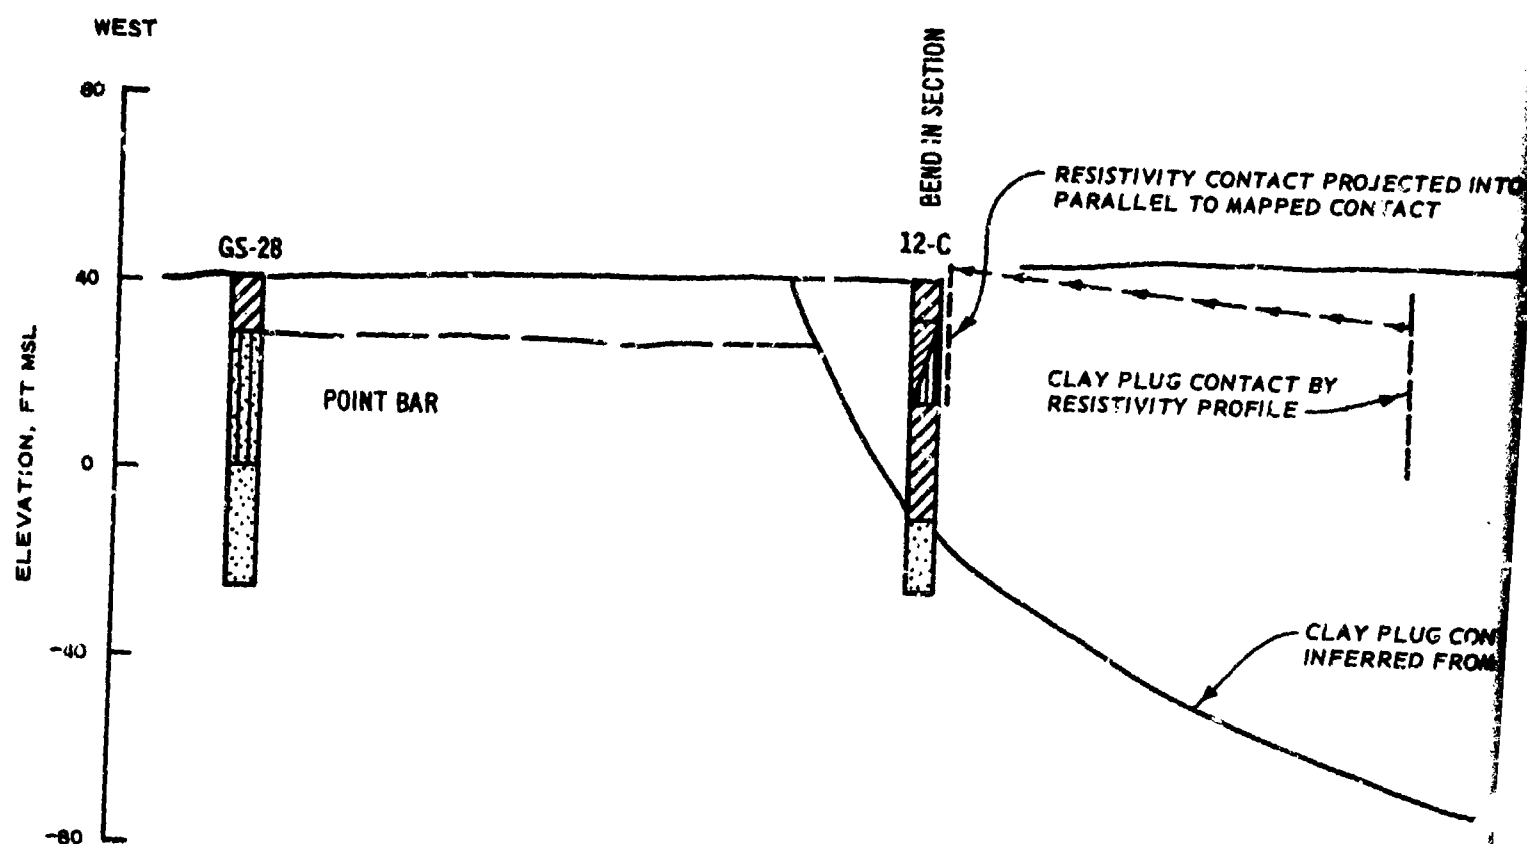 WEST
BEND IN SECTION
80
RESISTIVITY CONTACT PROJECTED INTO
PARALLEL TO MAPPED CONTACT
GS-28
12-C
40
CLAY PLUG CONTACT BY
RESISTIVITY PROFILE
POINT BAR
ELEVATION, FT MSL
0
CLAY PLUG CON
INFERRED FROM
-40
-80